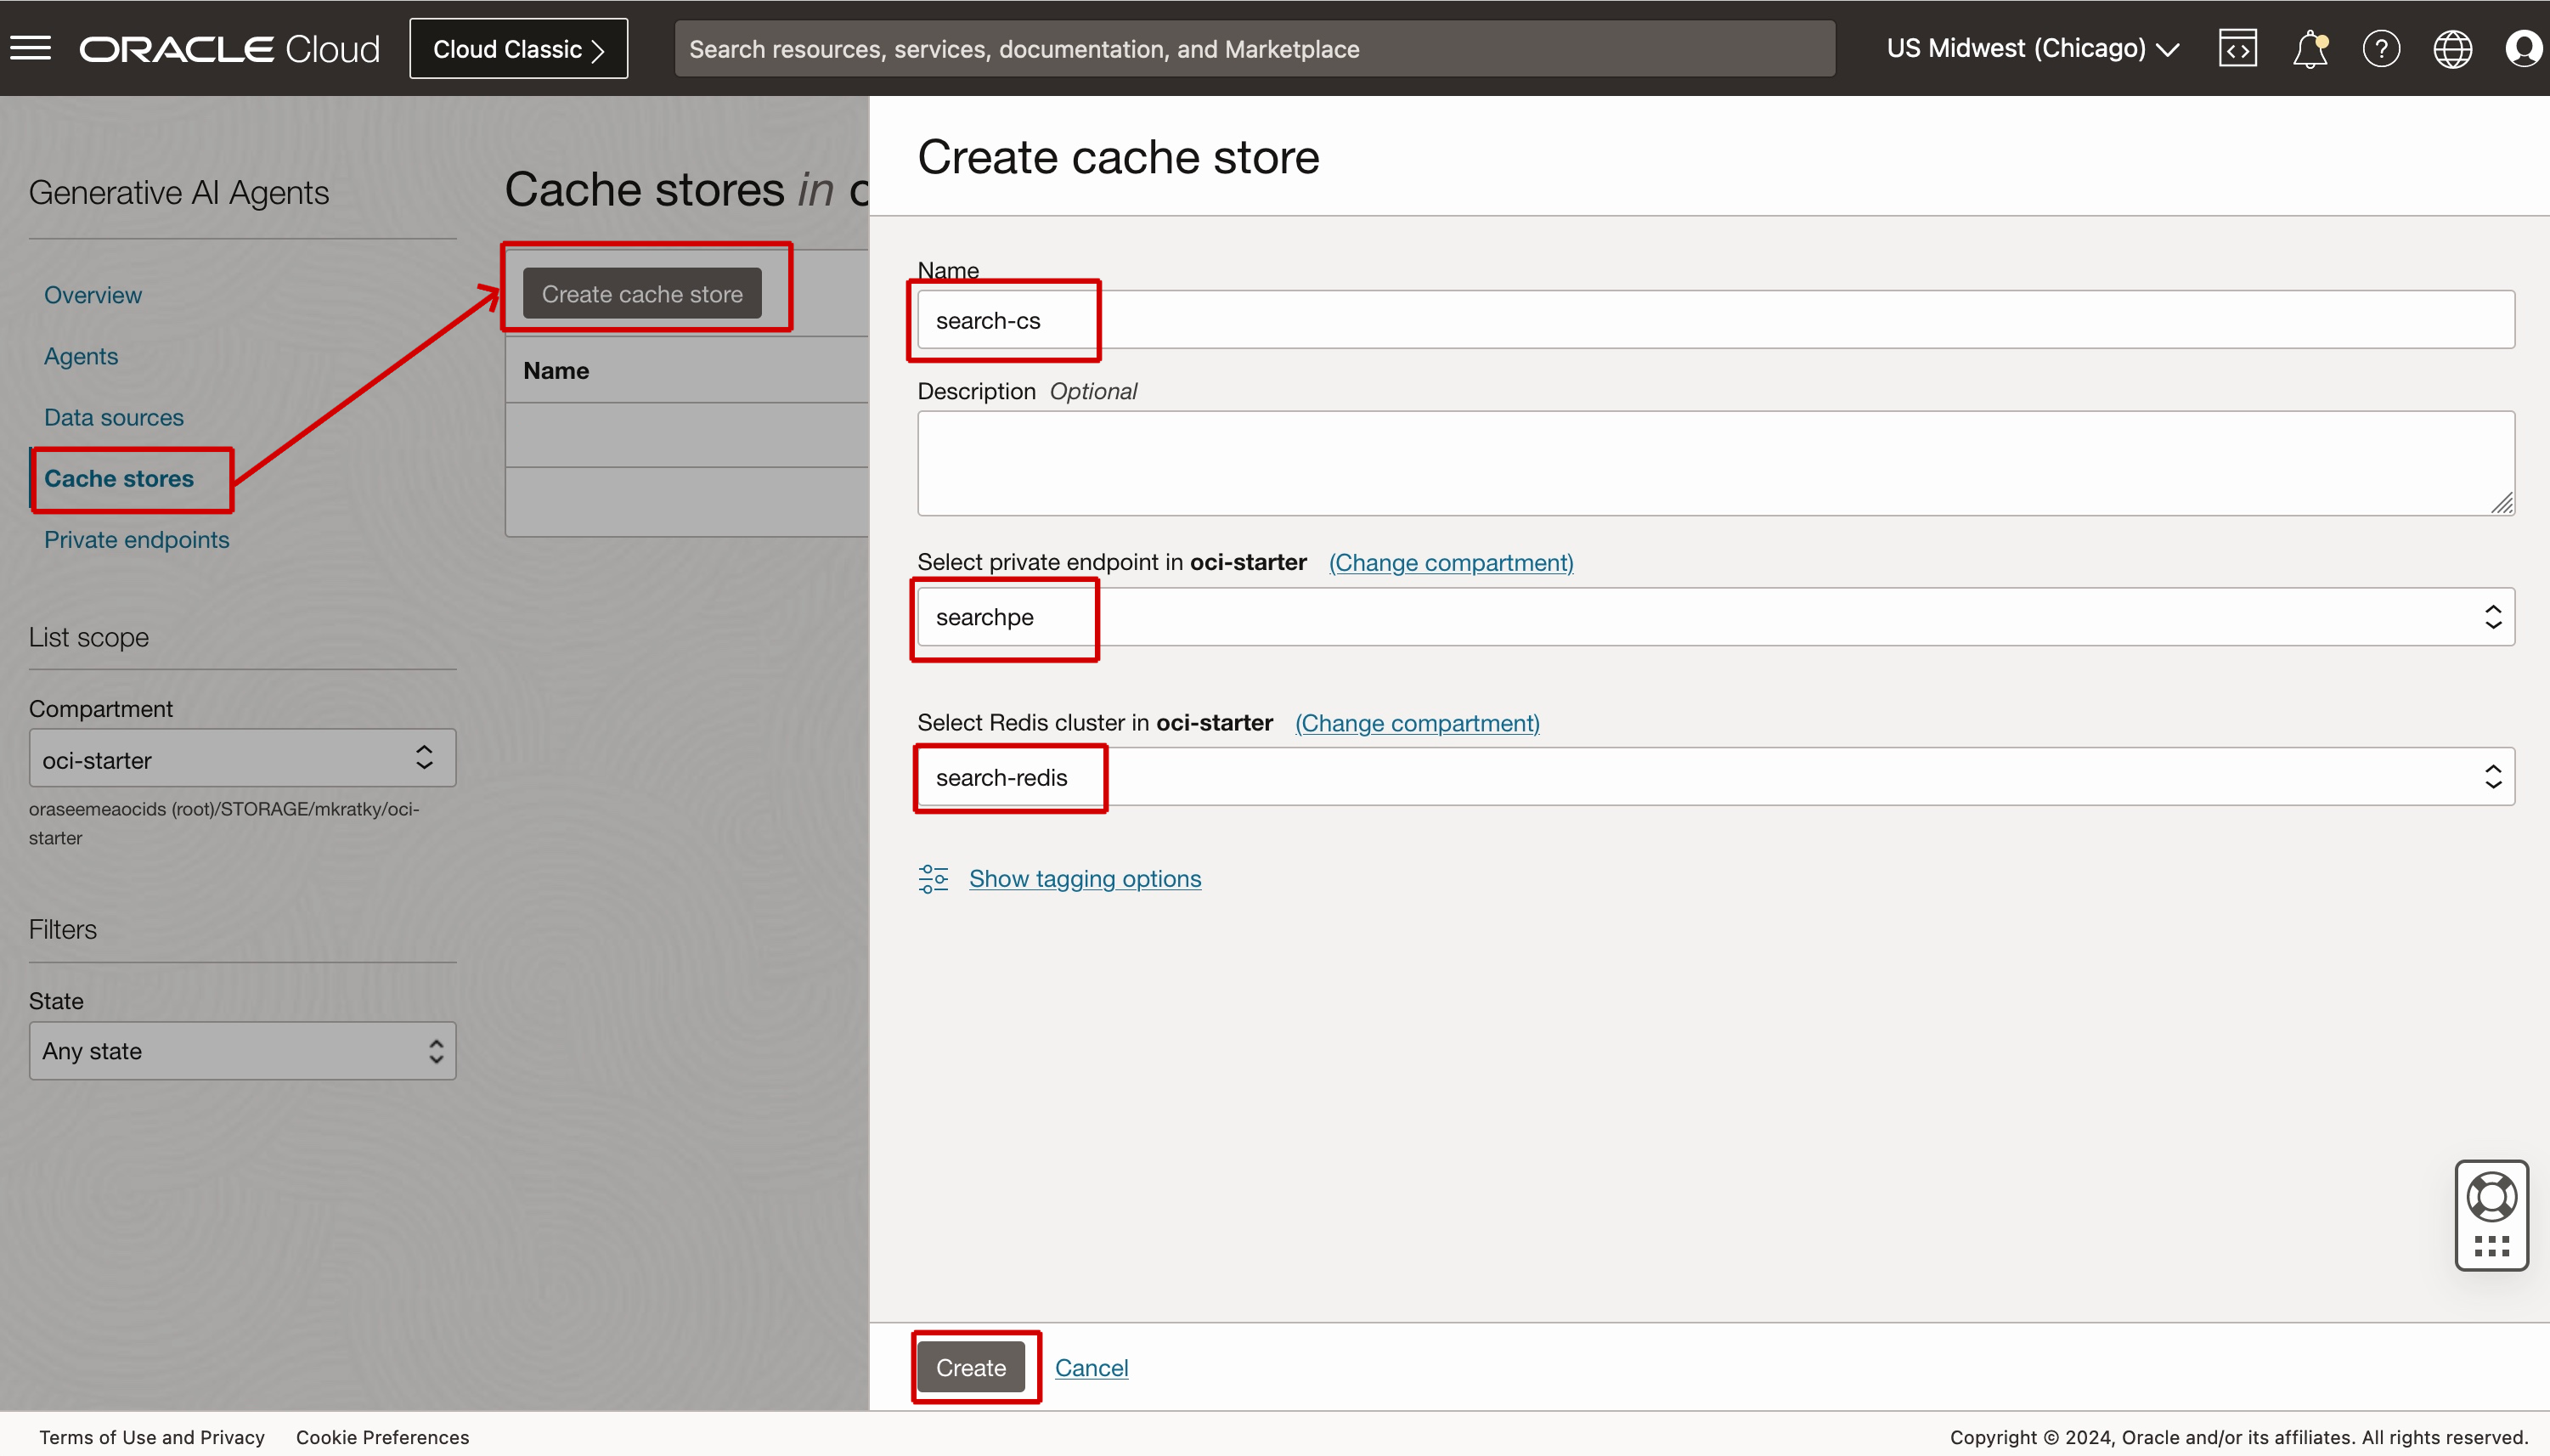 ORACLE Cloud
Cloud Classic
Search resources, services, documentation, and Marketplace
US Midwest (Chicago)
Generative AI Agents
Overview
Agents
Data sources
Cache stores
Private endpoints
List scope
Compartment
oci-starter
oraseemeaocids (root)/STORAGE/mkratky/oci-
starter
Filters
State
Any state
Cache stores in
Create cache store
Name
Create cache store
Name
search-cs
Description Optional
Select private endpoint in oci-starter (Change compartment)
searchpe
Select Redis cluster in oci-starter (Change compartment)
search-redis
Show tagging options
Create
Cancel
Terms of Use and Privacy
Cookie Preferences
Copyright © 2024, Oracle and/or its affiliates. All rights reserved.